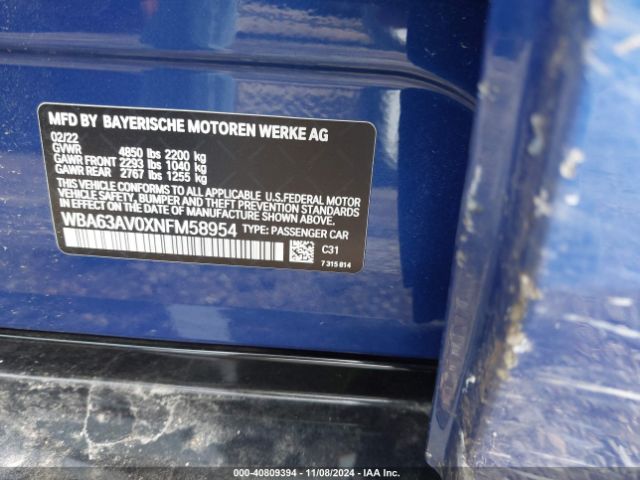 MFD BY BAYERISCHE MOTOREN WERKE AG
02/22
GVWR 4850 lbs 2200 kg
GAWR FRONT 2293 lbs 1040 kg
GAWR REAR 2767 lbs 1255 kg
THIS VEHICLE CONFORMS TO ALL APPLICABLE U.S.FEDERAL MOTOR
VEHICLE SAFETY, BUMPER AND THEFT PREVENTION STANDARDS
IN EFFECT ON THE DATE OF MANUFACTURE SHOWN ABOVE.
WBA63AV0XNFM58954 TYPE: PASSENGER CAR
C31
7 315 814
000-40809394 - 11/08/2024 - IAA Inc.